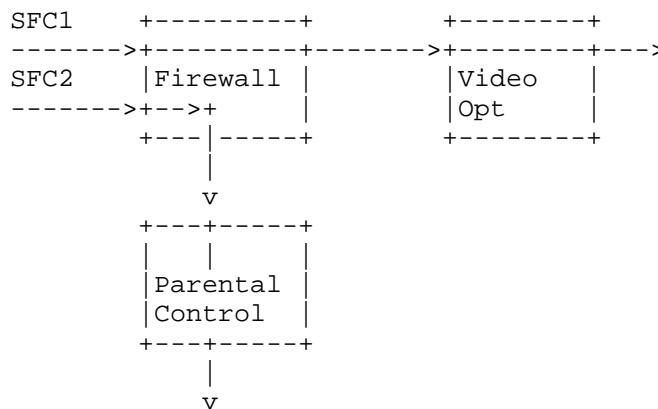 SFC1
SFC2
Firewall
Video
Opt
Parental
Control